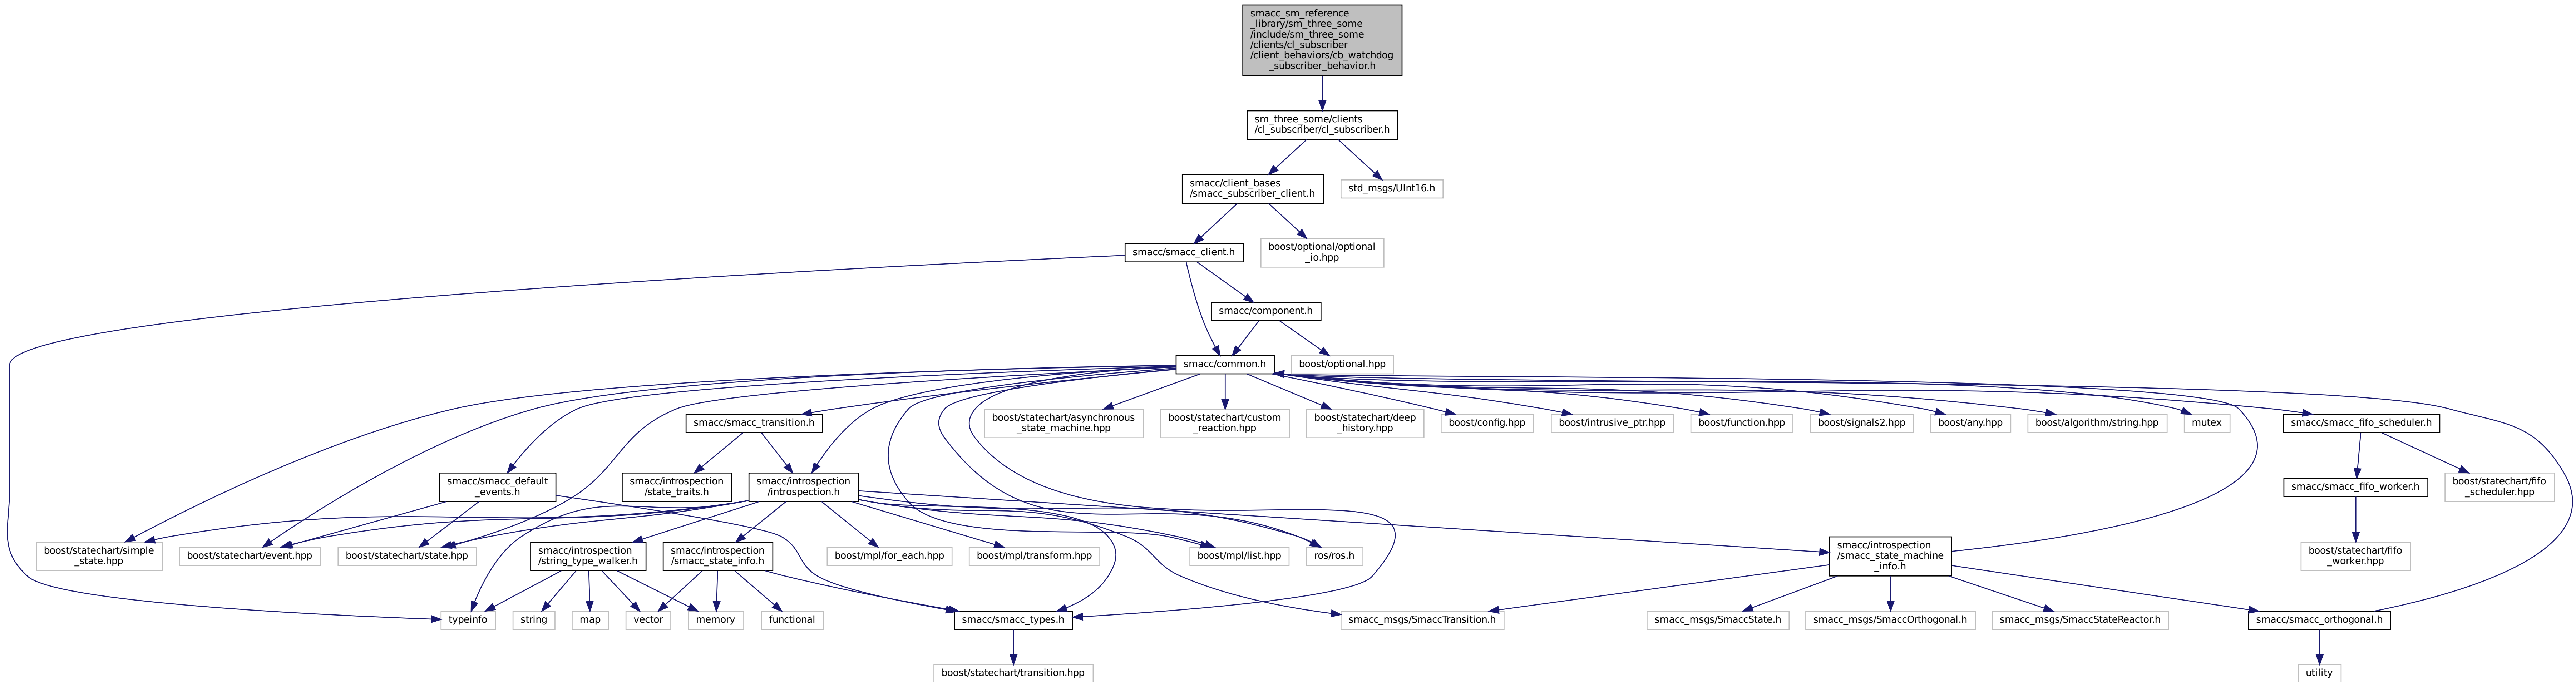 smacc_sm_reference
_library/sm_three_some
/include/sm_three_some
/clients/cl_subscriber
/client_behaviors/cb_watchdog
_subscriber_behavior.h
sm_three_some/clients
/cl_subscriber/cl_subscriber.h
smacc/client_bases
/smacc_subscriber_client.h
std_msgs/UInt16.h
smacc/smacc_client.h
boost/optional/optional
_io.hpp
smacc/component.h
smacc/common.h
boost/optional.hpp
smacc/smacc_transition.h
boost/statechart/asynchronous
_state_machine.hpp
boost/statechart/custom
_reaction.hpp
boost/statechart/deep
_history.hpp
boost/config.hpp
boost/intrusive_ptr.hpp
boost/function.hpp
boost/signals2.hpp
boost/any.hpp
boost/algorithm/string.hpp
mutex
smacc/smacc_fifo_scheduler.h
smacc/smacc_default
_events.h
smacc/introspection
/state_traits.h
smacc/introspection
/introspection.h
smacc/smacc_fifo_worker.h
boost/statechart/fifo
_scheduler.hpp
boost/statechart/simple
_state.hpp
boost/statechart/event.hpp
boost/statechart/state.hpp
smacc/introspection
/string_type_walker.h
smacc/introspection
/smacc_state_info.h
boost/mpl/for_each.hpp
boost/mpl/transform.hpp
boost/mpl/list.hpp
ros/ros.h
smacc/introspection
/smacc_state_machine
_info.h
boost/statechart/fifo
_worker.hpp
typeinfo
string
map
vector
memory
functional
smacc/smacc_types.h
smacc_msgs/SmaccTransition.h
smacc_msgs/SmaccState.h
smacc_msgs/SmaccOrthogonal.h
smacc_msgs/SmaccStateReactor.h
smacc/smacc_orthogonal.h
boost/statechart/transition.hpp
utility